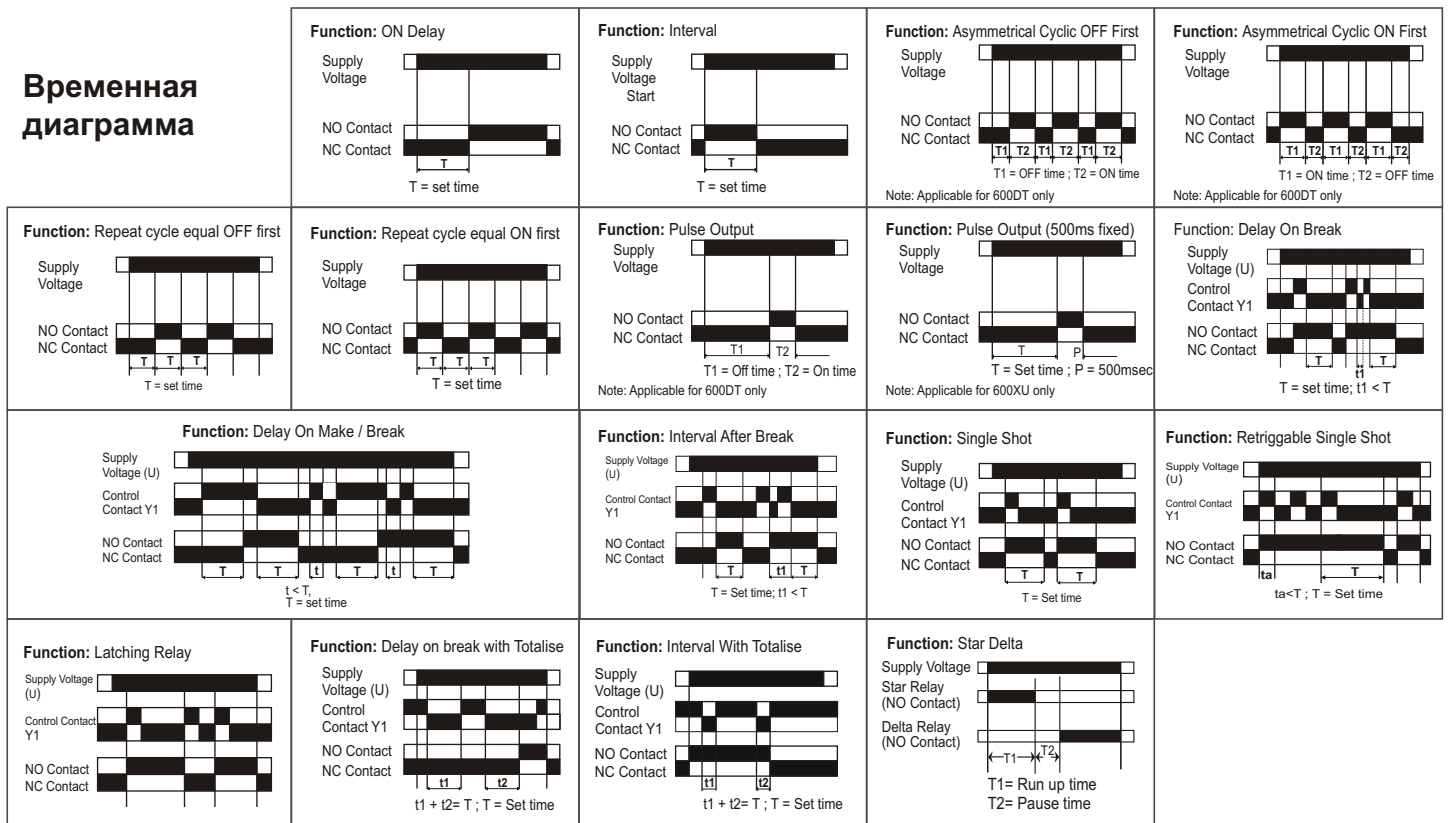 Временная
диаграмма
Function: ON Delay
Supply
Voltage
NO Contact
NC Contact
T
T = set time
Function: Interval
Supply
Voltage
Start
NO Contact
NC Contact
T
T = set time
Function: Asymmetrical Cyclic OFF First
Supply
Voltage
NO Contact
NC Contact
T1 T2 T1 T2 T1 T2
T1 = OFF time ; T2 = ON time
Note: Applicable for 600DT only
Function: Asymmetrical Cyclic ON First
Supply
Voltage
NO Contact
NC Contact
T1 T2 T1 T2 T1 T2
T1 = ON time ; T2 = OFF time
Note: Applicable for 600DT only
Function: Repeat cycle equal OFF first
Supply
Voltage
NO Contact
NC Contact
T T T
T = set time
Function: Repeat cycle equal ON first
Supply
Voltage
NO Contact
NC Contact
T T T
T = set time
Function: Pulse Output
Supply
Voltage
NO Contact
NC Contact
T1 T2
T1 = Off time ; T2 = On time
Note: Applicable for 600DT only
Function: Pulse Output (500ms fixed)
Supply
Voltage
NO Contact
NC Contact
T P
T = Set time ; P = 500msec
Note: Applicable for 600XU only
Function: Delay On Break
Supply
Voltage (U)
Control
Contact Y1
NO Contact
NC Contact
T T
t1
T = set time; t1 < T
Function: Delay On Make / Break
Supply
Voltage (U)
Control
Contact Y1
NO Contact
NC Contact
T T t T t T
t < T,
T = set time
Function: Interval After Break
Supply Voltage
(U)
Control Contact
Y1
NO Contact
NC Contact
T t1 T
T = Set time; t1 < T
Function: Single Shot
Supply
Voltage (U)
Control
Contact Y1
NO Contact
NC Contact
T T
T = Set time
Function: Retriggable Single Shot
Supply Voltage
(U)
Control Contact
Y1
NO Contact
NC Contact
ta T
ta<T ; T = Set time
Function: Latching Relay
Supply Voltage
(U)
Control Contact
Y1
NO Contact
NC Contact
Function: Delay on break with Totalise
Supply
Voltage (U)
Control
Contact Y1
NO Contact
NC Contact
t1 t2
t1 + t2= T ; T = Set time
Function: Interval With Totalise
Supply
Voltage (U)
Control
Contact Y1
NO Contact
NC Contact
t1 t2
t1 + t2= T ; T = Set time
Function: Star Delta
Supply Voltage
Star Relay
(NO Contact)
Delta Relay
(NO Contact)
T1 T2
T1= Run up time
T2= Pause time